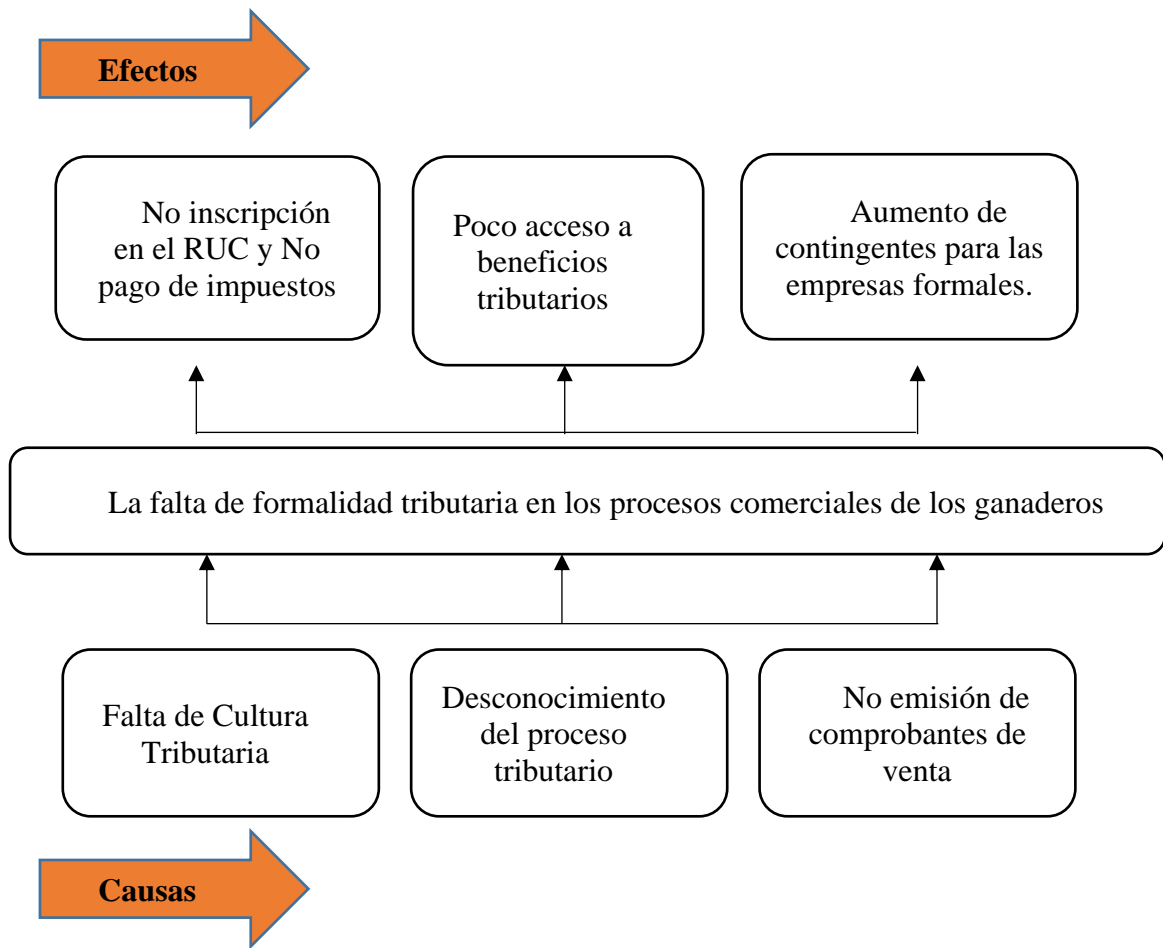 Efectos
No inscripción
en el RUC y No
pago de impuestos
Poco acceso a
beneficios
tributarios
Aumento de
contingentes para las
empresas formales.
La falta de formalidad tributaria en los procesos comerciales de los ganaderos
Falta de Cultura
Tributaria
Desconocimiento
del proceso
tributario
No emisión de
comprobantes de
venta
Causas